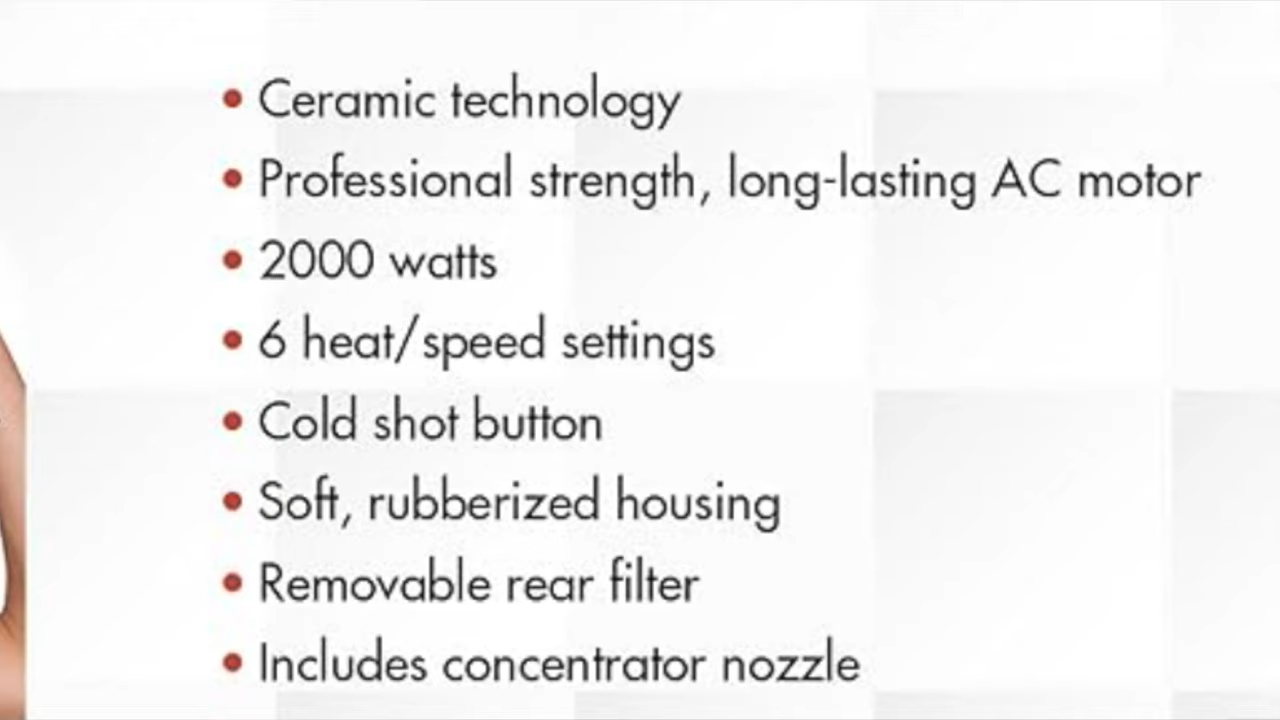 • Ceramic technology
• Professional strength, long-lasting AC motor
• 2000 watts
• 6 heat/speed settings
• Cold shot button
• Soft, rubberized housing
• Removable rear filter
• Includes concentrator nozzle